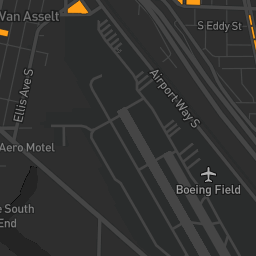 Van Asselt
S Eddy St
Airport Way S
Ellis Ave S
Aero Motel
Boeing Field
e South
End